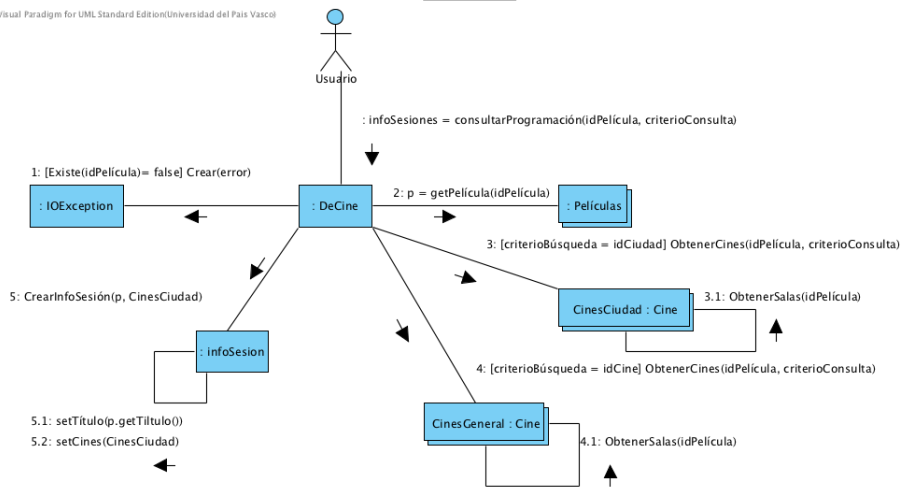 Visual Paradigm for UML Standard Edition(Universidad del Pais Vasco)
Usuario
: infoSesiones = consultarProgramación(idPelícula, criterioConsulta)
1: [Existe(idPelícula)= false] Crear(error)
2: p = getPelícula(idPelícula)
: IOException
: DeCine
: Películas
3: [criterioBúsqueda = idCiudad] ObtenerCines(idPelícula, criterioConsulta)
5: CrearInfoSesión(p, CinesCiudad)
CinesCiudad : Cine
3.1: ObtenerSalas(idPelícula)
: infoSesion
4: [criterioBúsqueda = idCine] ObtenerCines(idPelícula, criterioConsulta)
5.1: setTítulo(p.getTiltulo())
5.2: setCines(CinesCiudad)
CinesGeneral : Cine
4.1: ObtenerSalas(idPelícula)